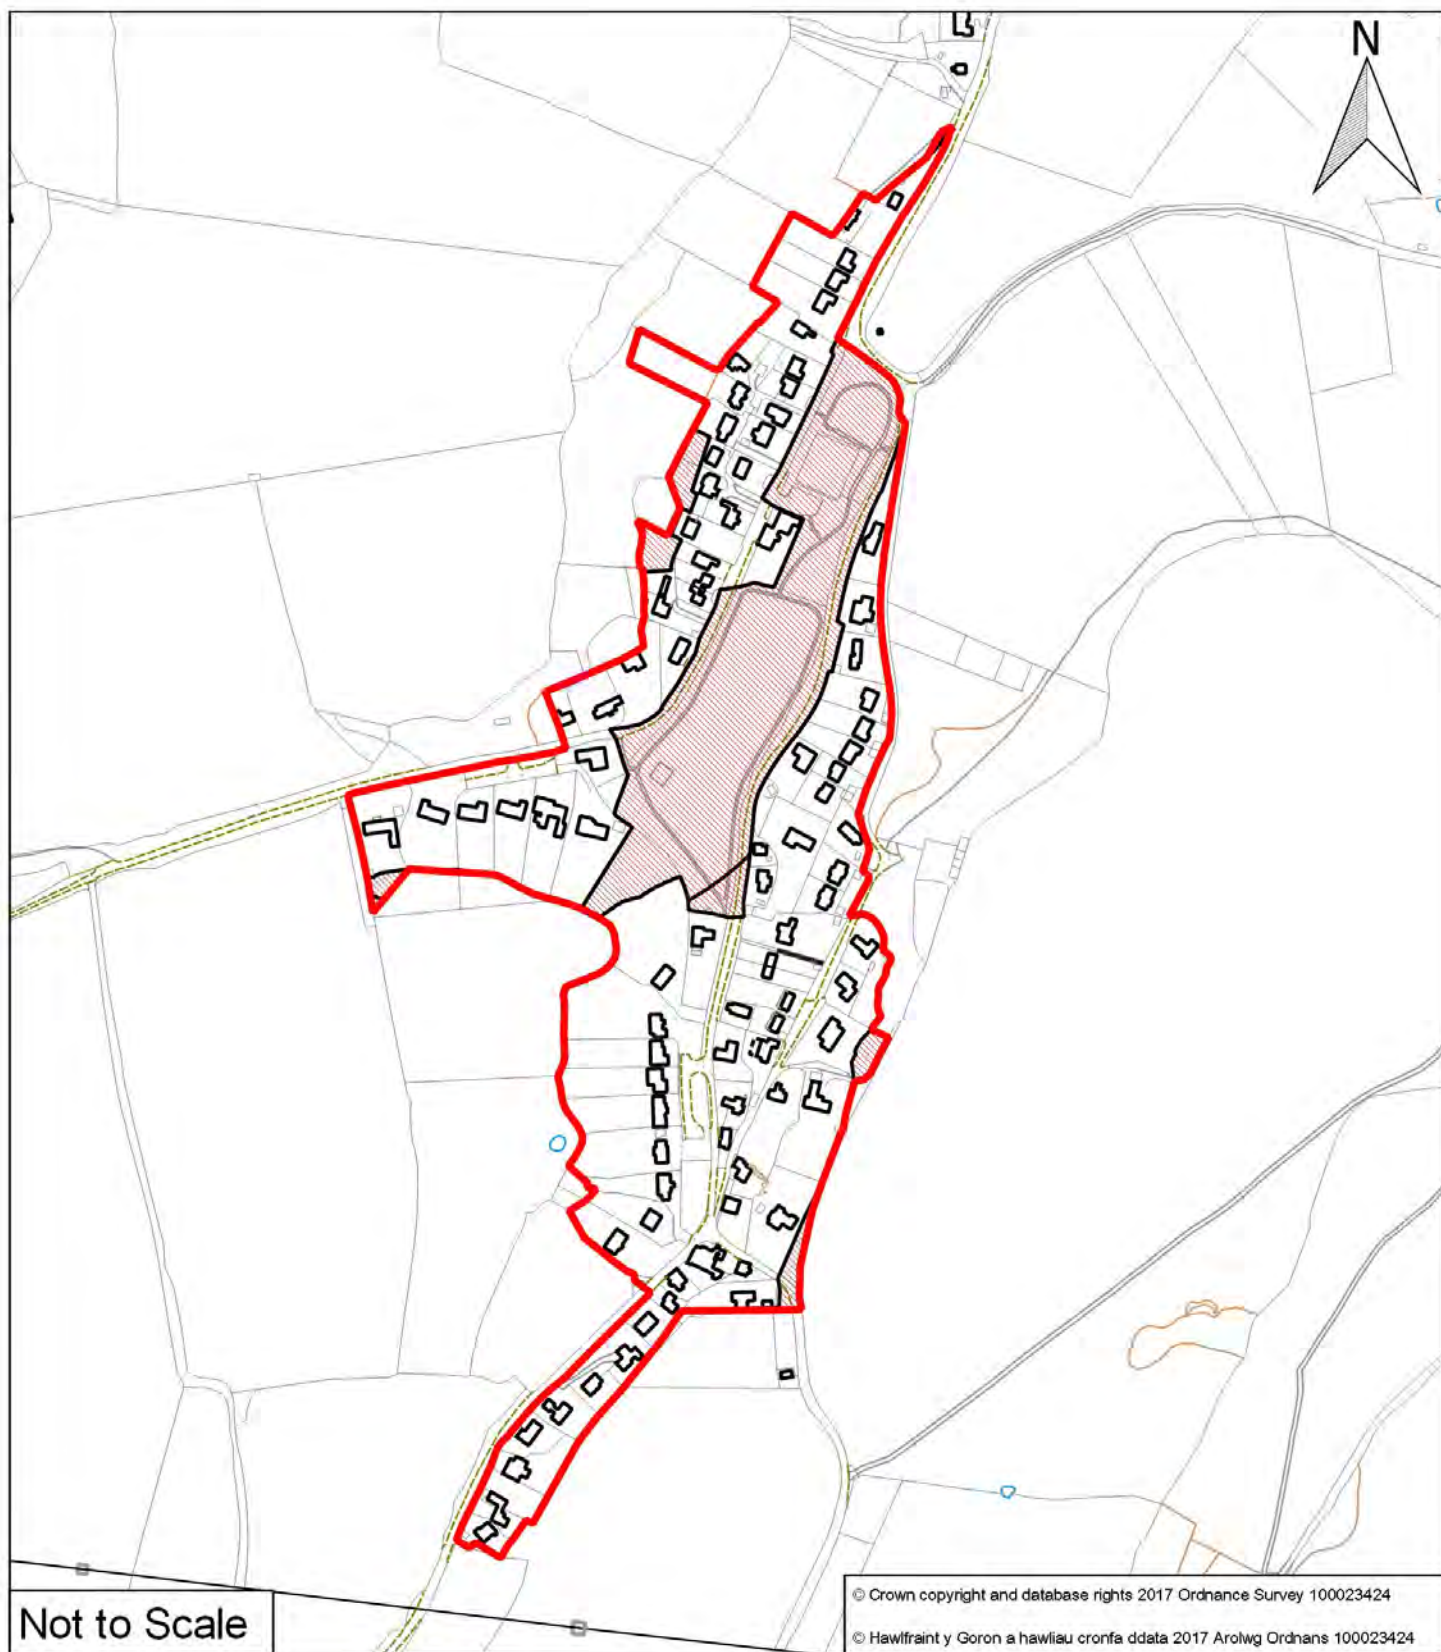 N
Not to Scale
© Crown copyright and database rights 2017 Ordnance Survey 100023424
© Hawlfraint y Goron a hawliau cronfa ddata 2017 Arolwg Ordnans 100023424